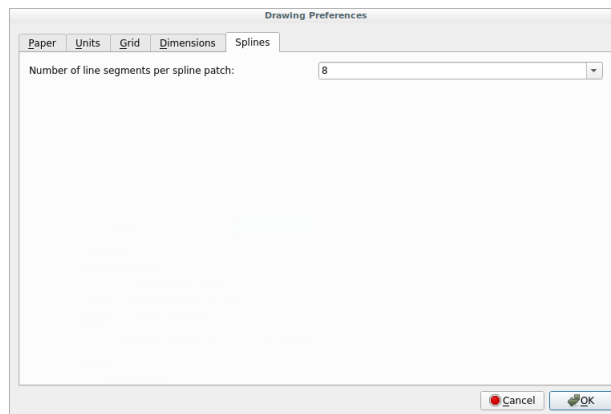 Drawing Preferences
Paper Units Grid Dimensions Splines
Number of line segments per spline patch: 8
Cancel OK